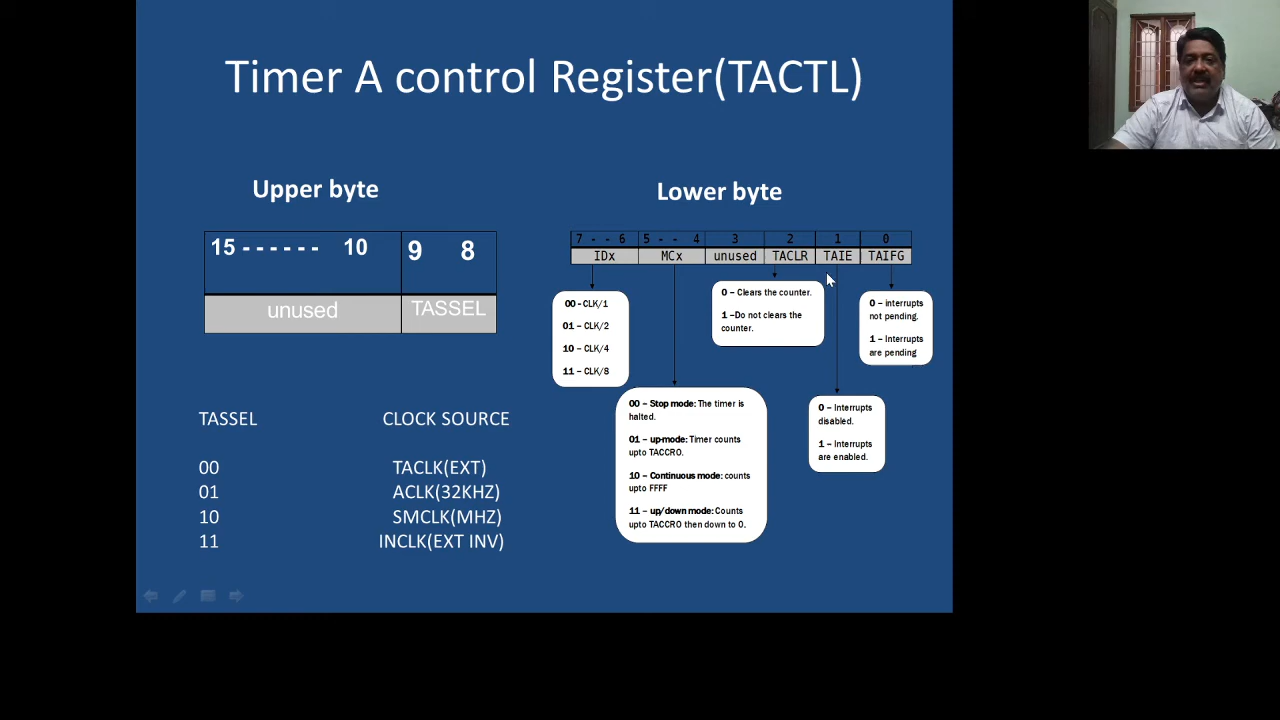 Timer A control Register(TACTL)
Upper byte
15 - - - - - - 10 9 8
unused TASSEL
TASSEL CLOCK SOURCE
00 TACLK(EXT)
01 ACLK(32KHZ)
10 SMCLK(MHZ)
11 INCLK(EXT INV)
Lower byte
7 - - 6 5 - - 4 3 2 1 0
IDx MCx unused TACLR TAIE TAIFG
00 - CLK/1
01 – CLK/2
10 – CLK/4
11 – CLK/8
00 – Stop mode: The timer is
halted.
01 – up-mode: Timer counts
upto TACCRO.
10 – Continuous mode: counts
upto FFFF
11 – up/down mode: Counts
upto TACCRO then down to 0.
0 – Clears the counter.
1 –Do not clears the
counter.
0 – Interrupts
disabled.
1 – Interrupts
are enabled.
0 – interrupts
not pending.
1 – Interrupts
are pending